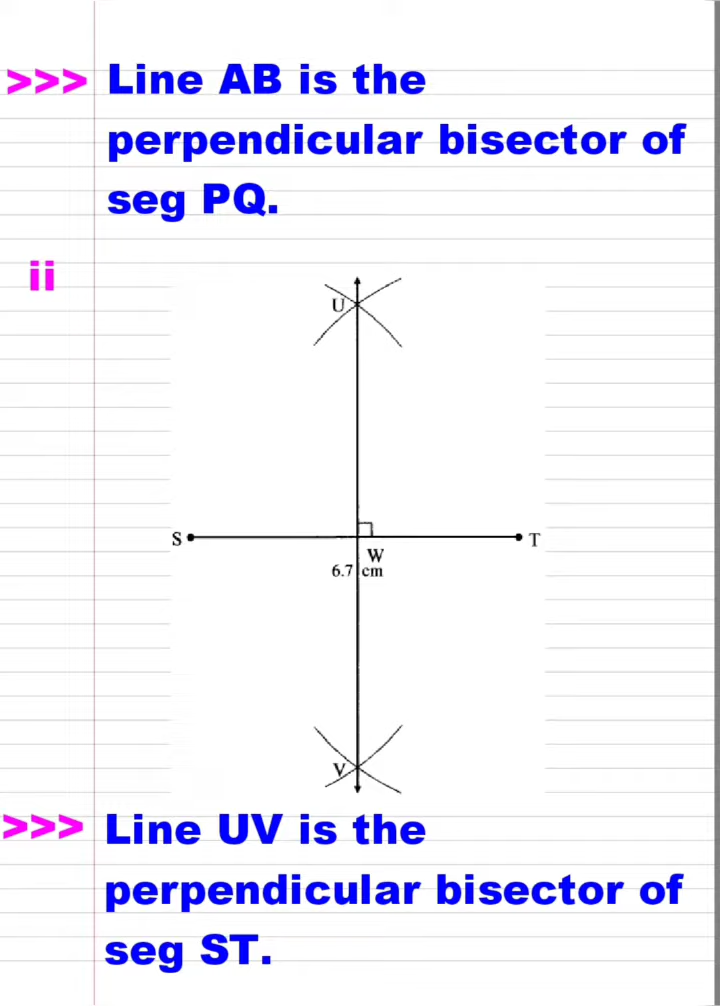 >>> Line AB is the
perpendicular bisector of
seg PQ.
ii
U
S
T
W
6.7 cm
V
>>> Line UV is the
perpendicular bisector of
seg ST.